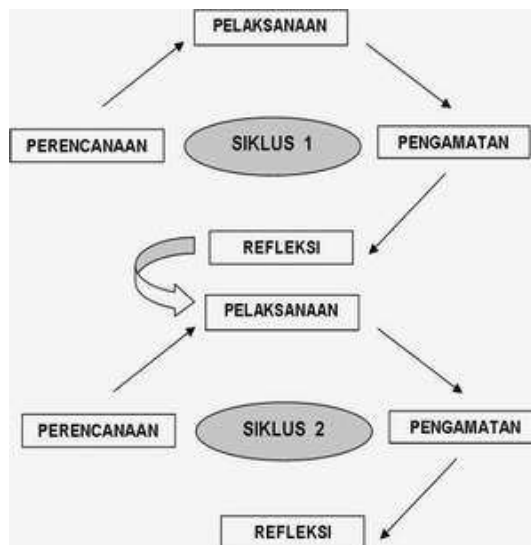 PELAKSANAAN
PERENCANAAN
SIKLUS 1
PENGAMATAN
REFLEKSI
PELAKSANAAN
PERENCANAAN
SIKLUS 2
PENGAMATAN
REFLEKSI